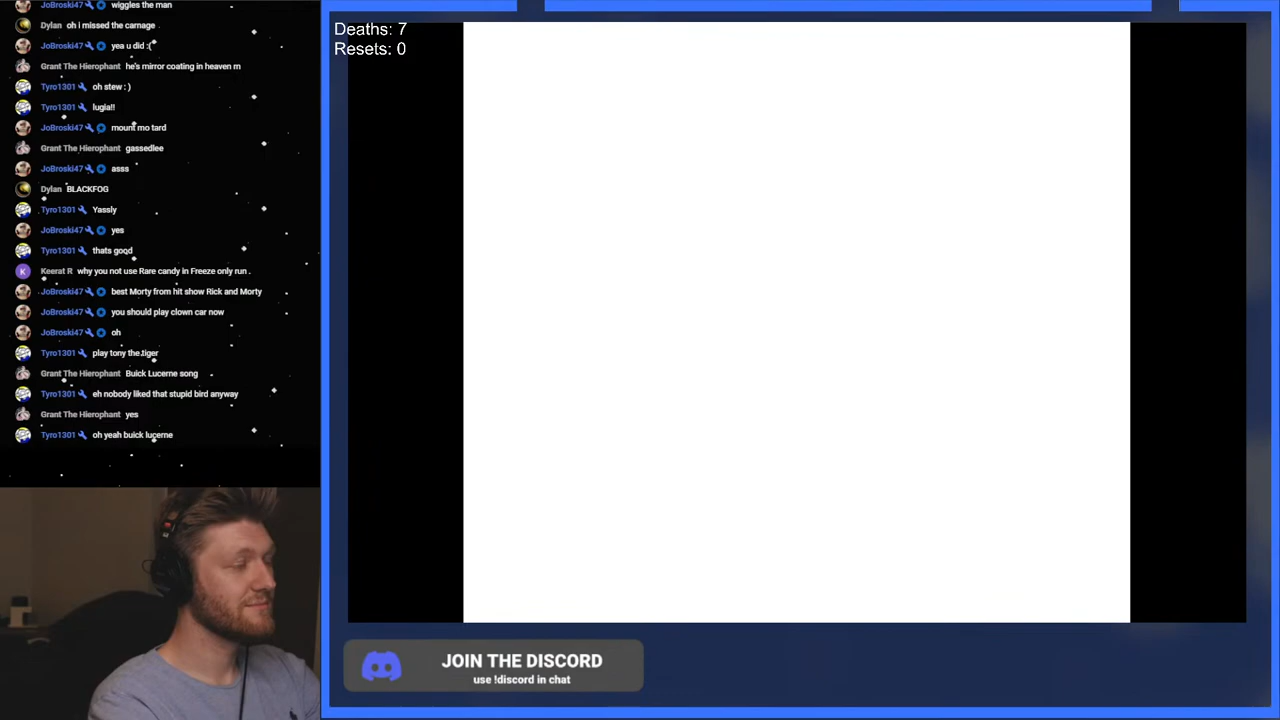 JoBroski47 wiggles the man
Dylan oh i missed the carnage
JoBroski47 yea u did :(
Grant The Hierophant he's mirror coating in heaven rn
Tyro1301 oh stew : )
Tyro1301 lugia!!
JoBroski47 mount mo tard
Grant The Hierophant gassedlee
JoBroski47 asss
Dylan BLACKFOG
Tyro1301 Yassly
JoBroski47 yes
Tyro1301 thats good
K Keerat R why you not use Rare candy in Freeze only run .
JoBroski47 best Morty from hit show Rick and Morty
JoBroski47 you should play clown car now
JoBroski47 oh
Tyro1301 play tony the tiger
Grant The Hierophant Buick Lucerne song
Tyro1301 eh nobody liked that stupid bird anyway
Grant The Hierophant yes
Tyro1301 oh yeah buick lucerne
Deaths: 7
Resets: 0
JOIN THE DISCORD
use !discord in chat